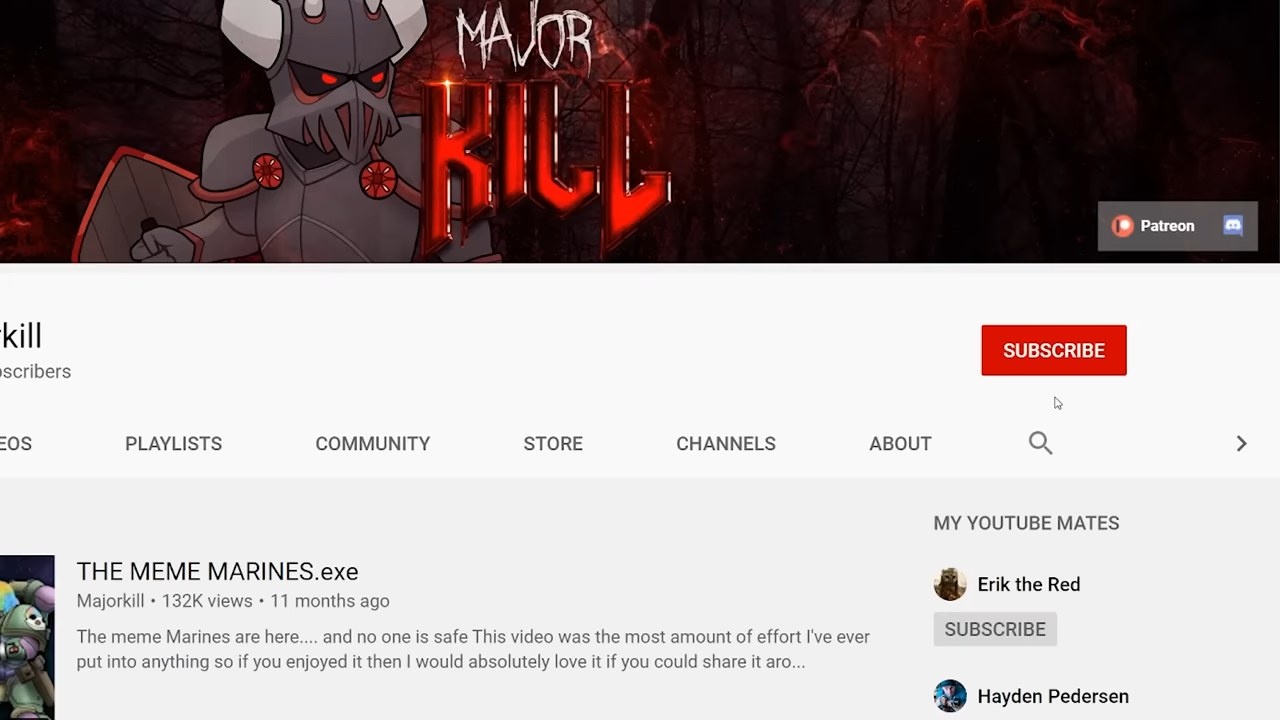 MAJOR
KILL
Patreon
rkill
bscribers
SUBSCRIBE
EOS PLAYLISTS COMMUNITY STORE CHANNELS ABOUT
MY YOUTUBE MATES
THE MEME MARINES.exe
Majorkill • 132K views • 11 months ago
The meme Marines are here.... and no one is safe This video was the most amount of effort I've ever
put into anything so if you enjoyed it then I would absolutely love it if you could share it aro...
Erik the Red
SUBSCRIBE
Hayden Pedersen